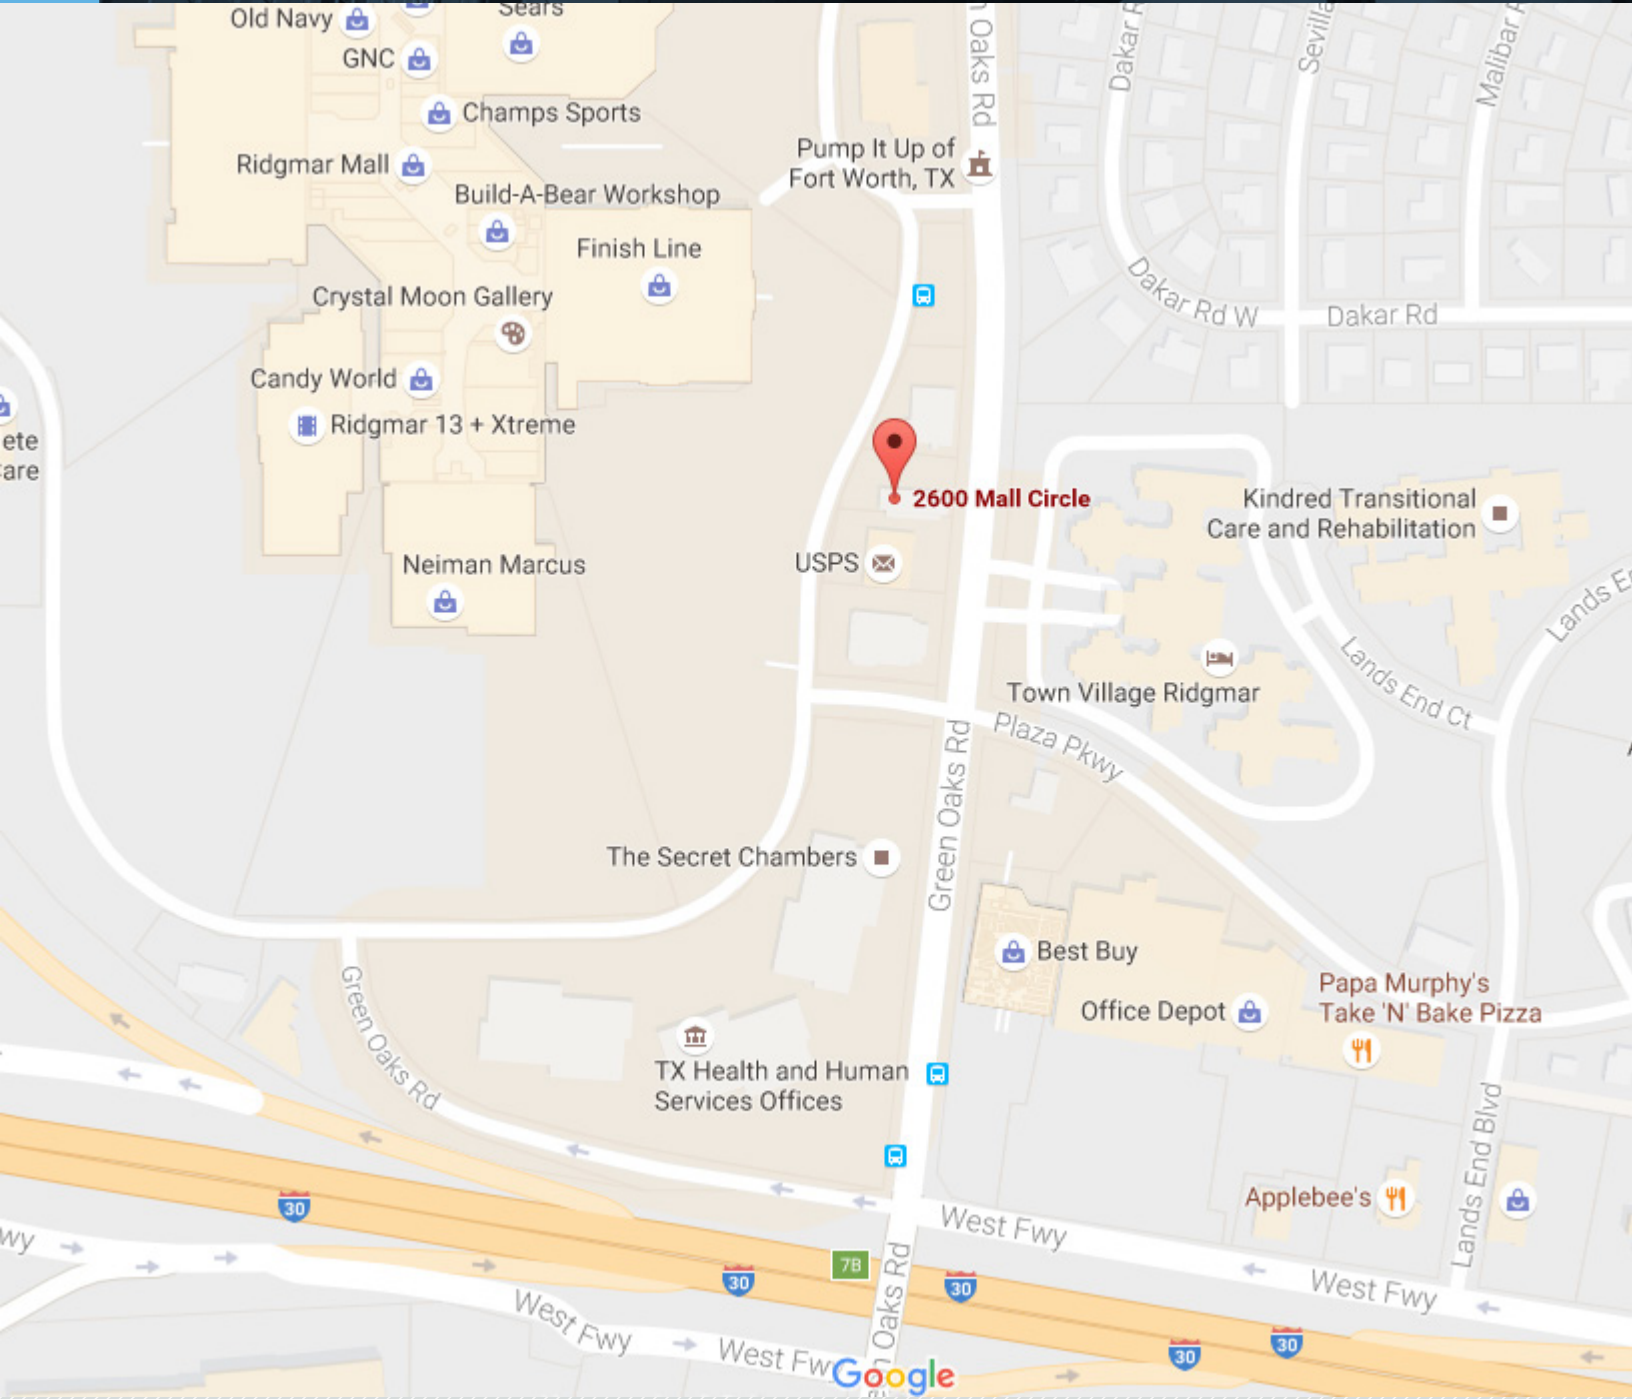 Old Navy
Sears
GNC
Champs Sports
Oaks Rd
Dakar R
Sevilla
Malibar R
Ridgmar Mall
Pump It Up of
Fort Worth, TX
Build-A-Bear Workshop
Finish Line
Crystal Moon Gallery
Dakar Rd W
Dakar Rd
Candy World
Ridgmar 13 + Xtreme
ete
are
2600 Mall Circle
Kindred Transitional
Care and Rehabilitation
USPS
Neiman Marcus
Lands E
Lands End Ct
Town Village Ridgmar
Plaza Pkwy
Green Oaks Rd
The Secret Chambers
Best Buy
Office Depot
Papa Murphy's
Take 'N' Bake Pizza
Green Oaks Rd
TX Health and Human
Services Offices
Lands End Blvd
Applebee's
30
West Fwy
wy
7B
30
30
West Fwy
West Fwy
West Fw
n Oaks Rd
30
30
Google